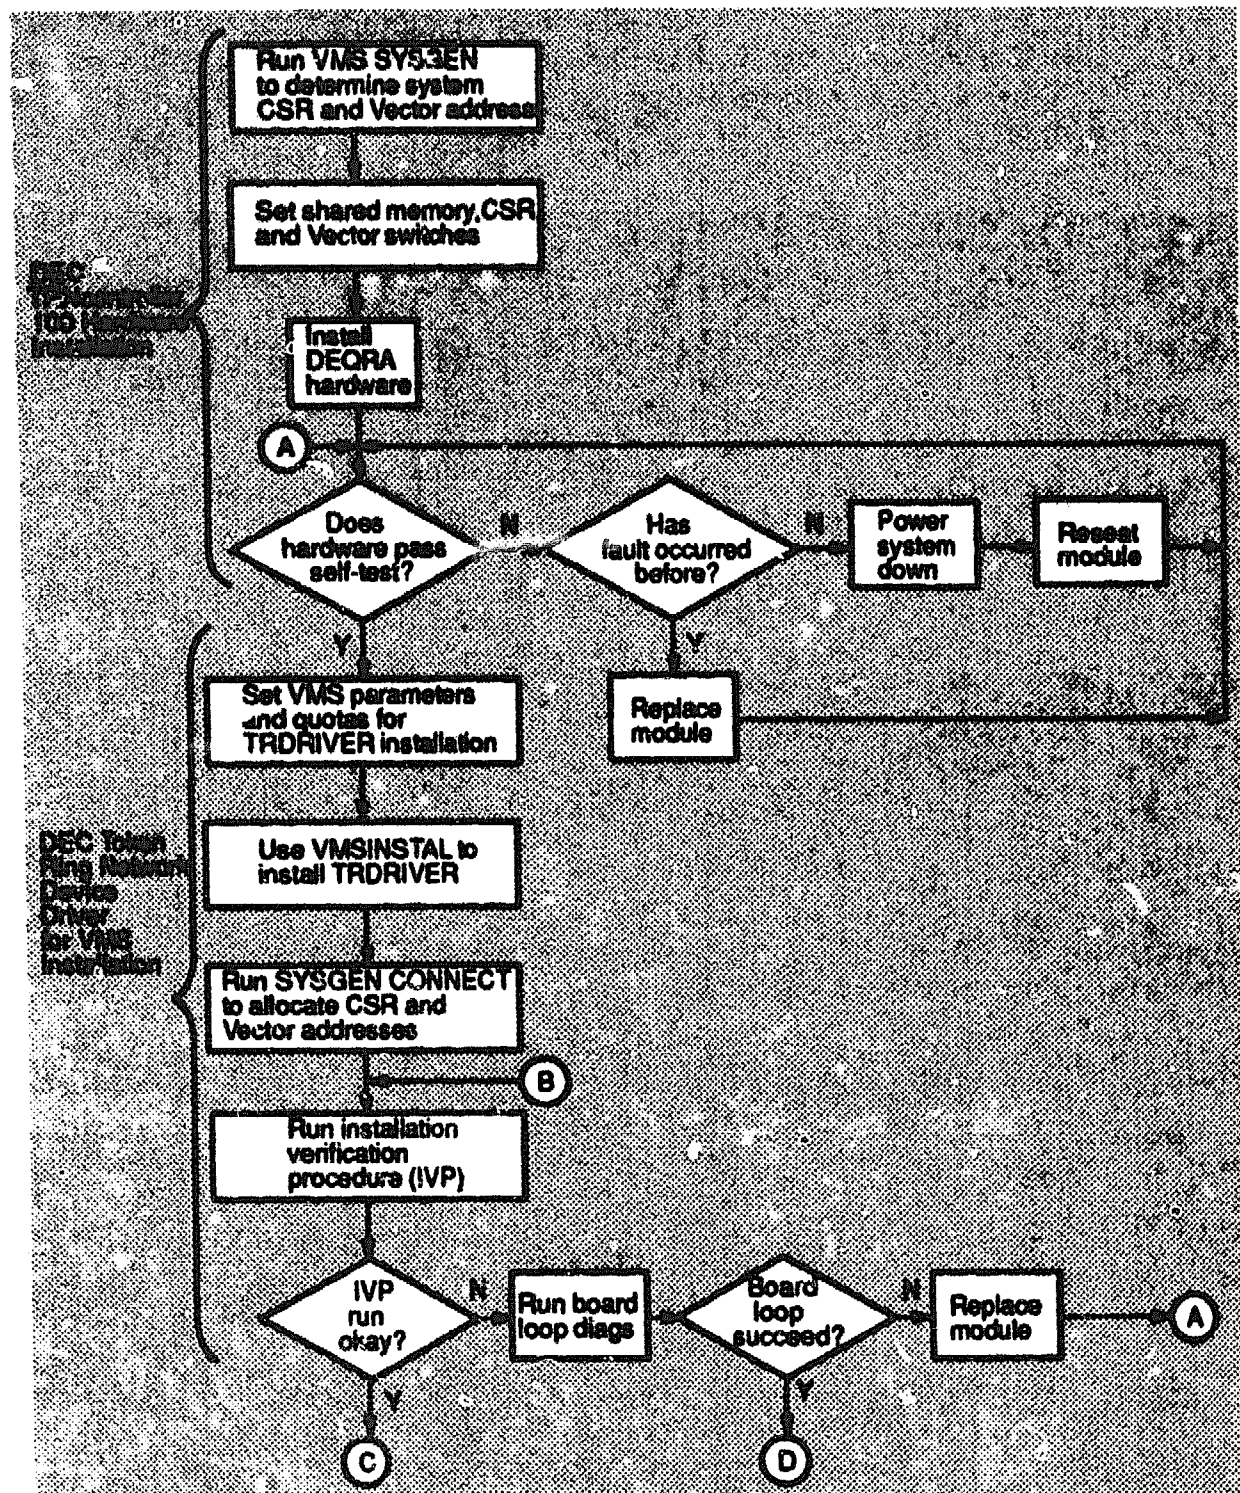 Run VMS SYSGEN
to determine system
CSR and Vector address
Set shared memory, CSR
and Vector switches
DEC
100 Hardware
Installation
Install
DEQRA
hardware
A
Does
hardware pass
self-test?
N
Has
fault occurred
before?
N
Power
system
down
Reseat
module
Y
Y
Set VMS parameters
and quotas for
TRDRIVER installation
Replace
module
Use VMSINSTAL to
install TRDRIVER
DEC Token
Ring Network
Device
Driver
for VMS
Installation
Run SYSGEN CONNECT
to allocate CSR and
Vector addresses
B
Run installation
verification
procedure (IVP)
IVP
run
okay?
N
Run board
loop diags
Board
loop
succeed?
N
Replace
module
A
Y
Y
C
D